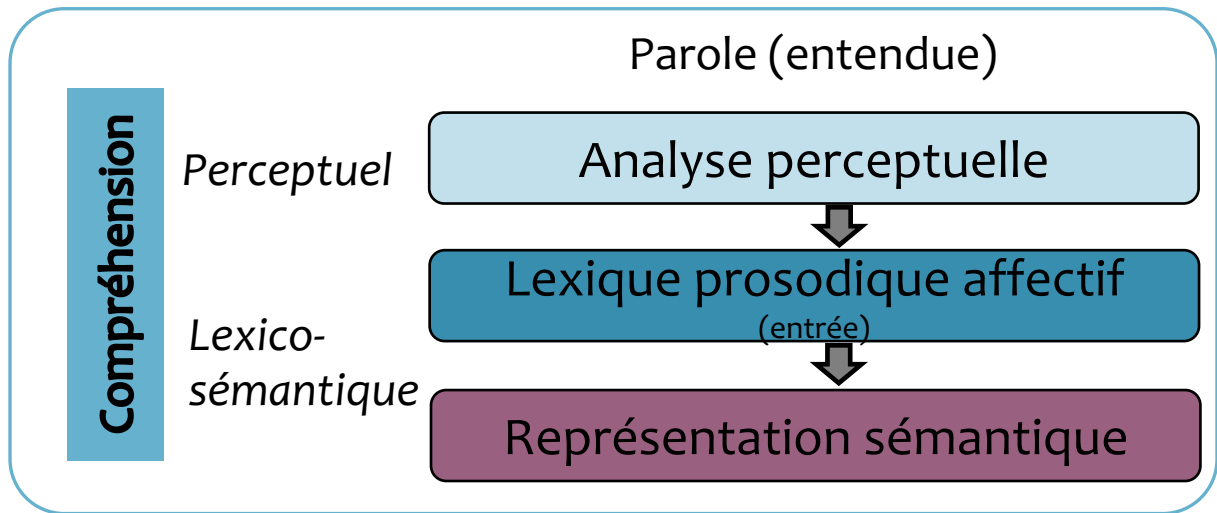 Parole (entendue)
Compréhension
Perceptuel
Analyse perceptuelle
Lexique prosodique affectif
(entrée)
Lexico-
sémantique
Représentation sémantique